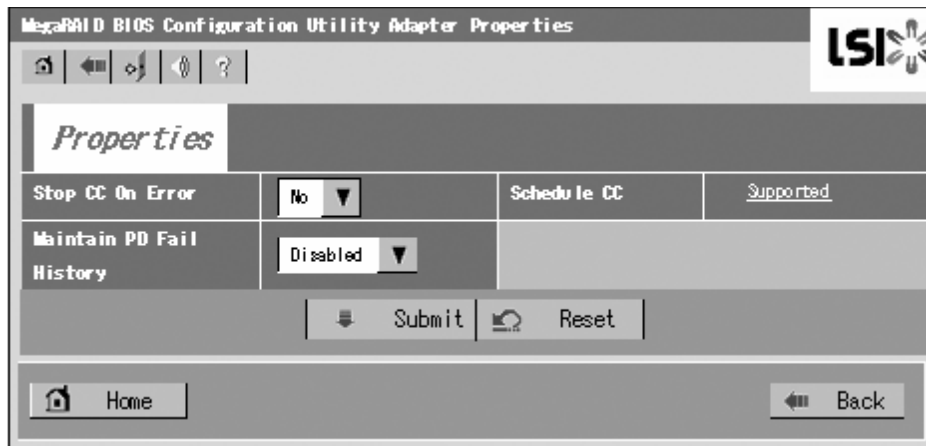 MegaRAID BIOS Configuration Utility Adapter Properties
LSI
Properties
Stop CC On Error
No
Schedule CC
Supported
Maintain PD Fail
History
Disabled
Submit
Reset
Home
Back